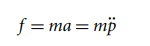 f = ma = mp̈